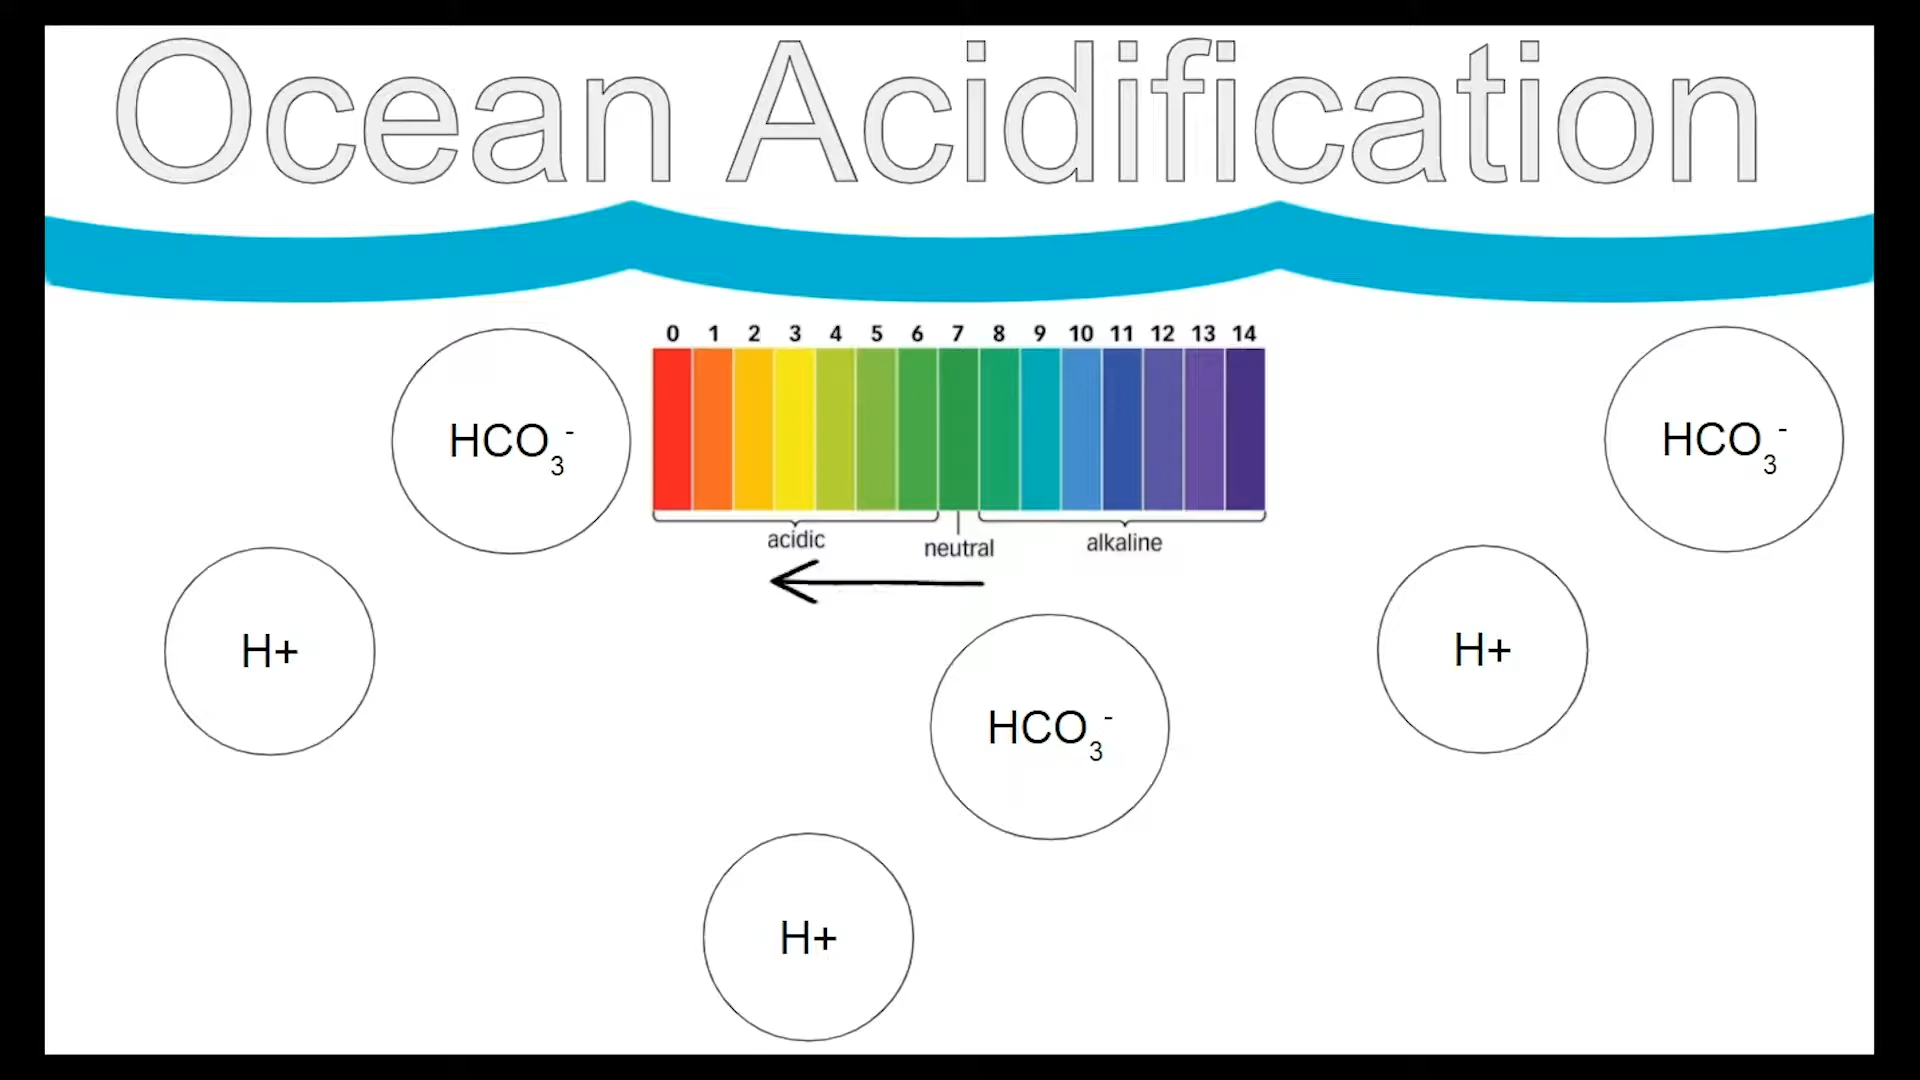 Ocean Acidification
0 1 2 3 4 5 6 7 8 9 10 11 12 13 14
acidic neutral alkaline
HCO₃⁻
HCO₃⁻
H+
H+
HCO₃⁻
H+